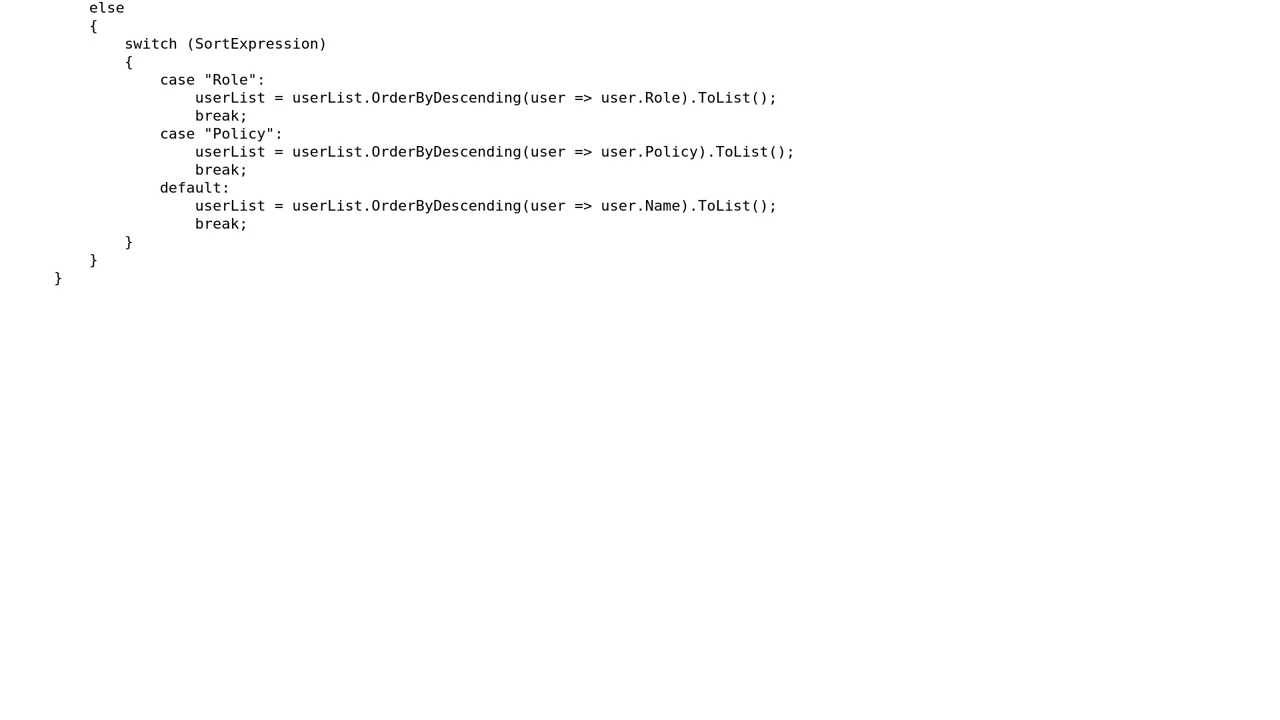 else
{
switch (SortExpression)
{
case "Role":
userList = userList.OrderByDescending(user => user.Role).ToList();
break;
case "Policy":
userList = userList.OrderByDescending(user => user.Policy).ToList();
break;
default:
userList = userList.OrderByDescending(user => user.Name).ToList();
break;
}
}
}